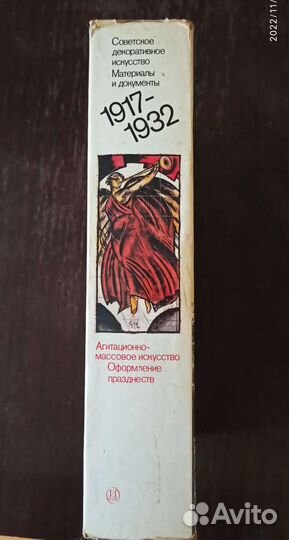 Советское
декоративное
искусство
Материалы
и документы
1917-
1932
Агитационно-
массовое искусство
Оформление
празднеств
2022/11/
Avito